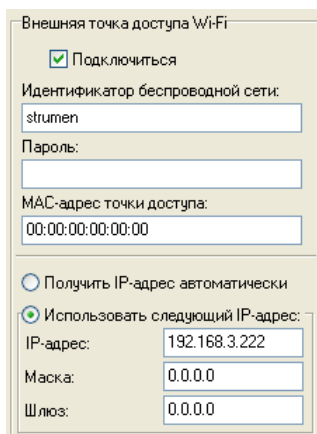 Внешняя точка доступа Wi-Fi
Подключиться
Идентификатор беспроводной сети:
strumen
Пароль:
MAC-адрес точки доступа:
00:00:00:00:00:00
Получить IP-адрес автоматически
Использовать следующий IP-адрес:
IP-адрес: 192.168.3.222
Маска: 0.0.0.0
Шлюз: 0.0.0.0